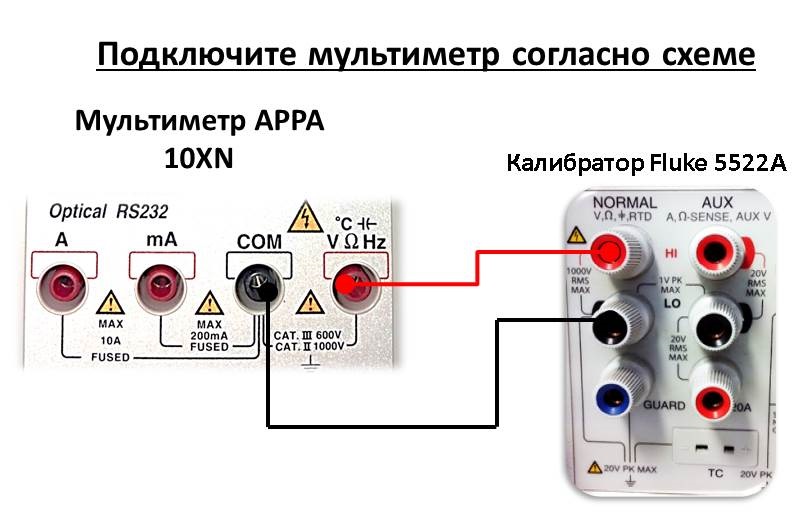 Подключите мультиметр согласно схеме
Мультиметр APPA
10XN
Калибратор Fluke 5522A
Optical RS232
A
mA
COM
°C ⊣⊢
V Ω Hz
MAX
10A
FUSED
MAX
200mA
FUSED
CAT. III 600V
CAT. II 1000V
NORMAL
V,Ω,⏚,RTD
AUX
A, Ω-SENSE, AUX V
HI
1000V
RMS
MAX
1V PK
MAX
20V
RMS
MAX
LO
20V
RMS
MAX
GUARD
20A
20V PK MAX
TC
20V PK